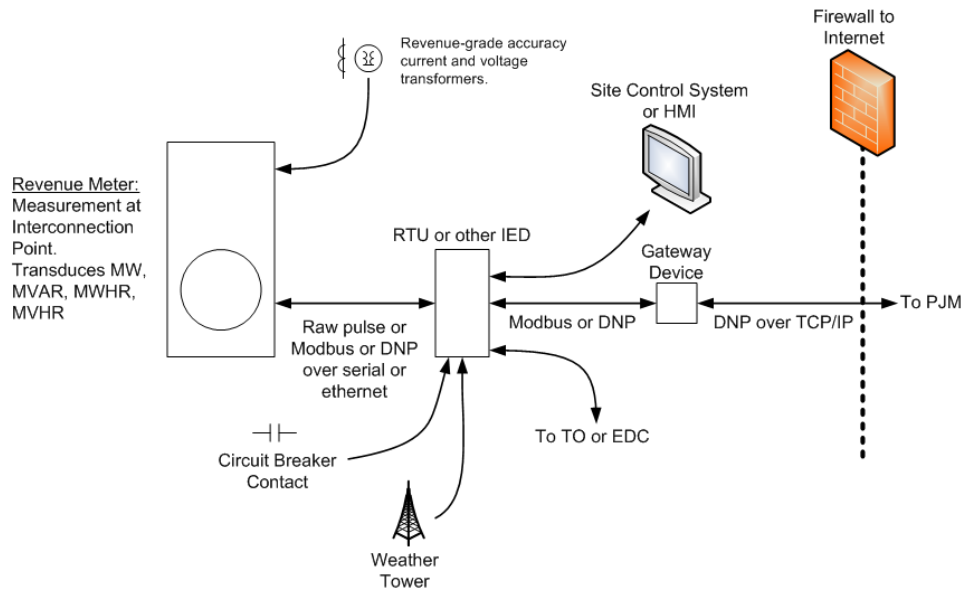 Firewall to
Internet
Revenue-grade accuracy
current and voltage
transformers.
Site Control System
or HMI
Revenue Meter:
Measurement at
Interconnection
Point.
Transduces MW,
MVAR, MWHR,
MVHR
RTU or other IED
Gateway
Device
To PJM
Raw pulse or
Modbus or DNP
over serial or
ethernet
Modbus or DNP
DNP over TCP/IP
To TO or EDC
Circuit Breaker
Contact
Weather
Tower